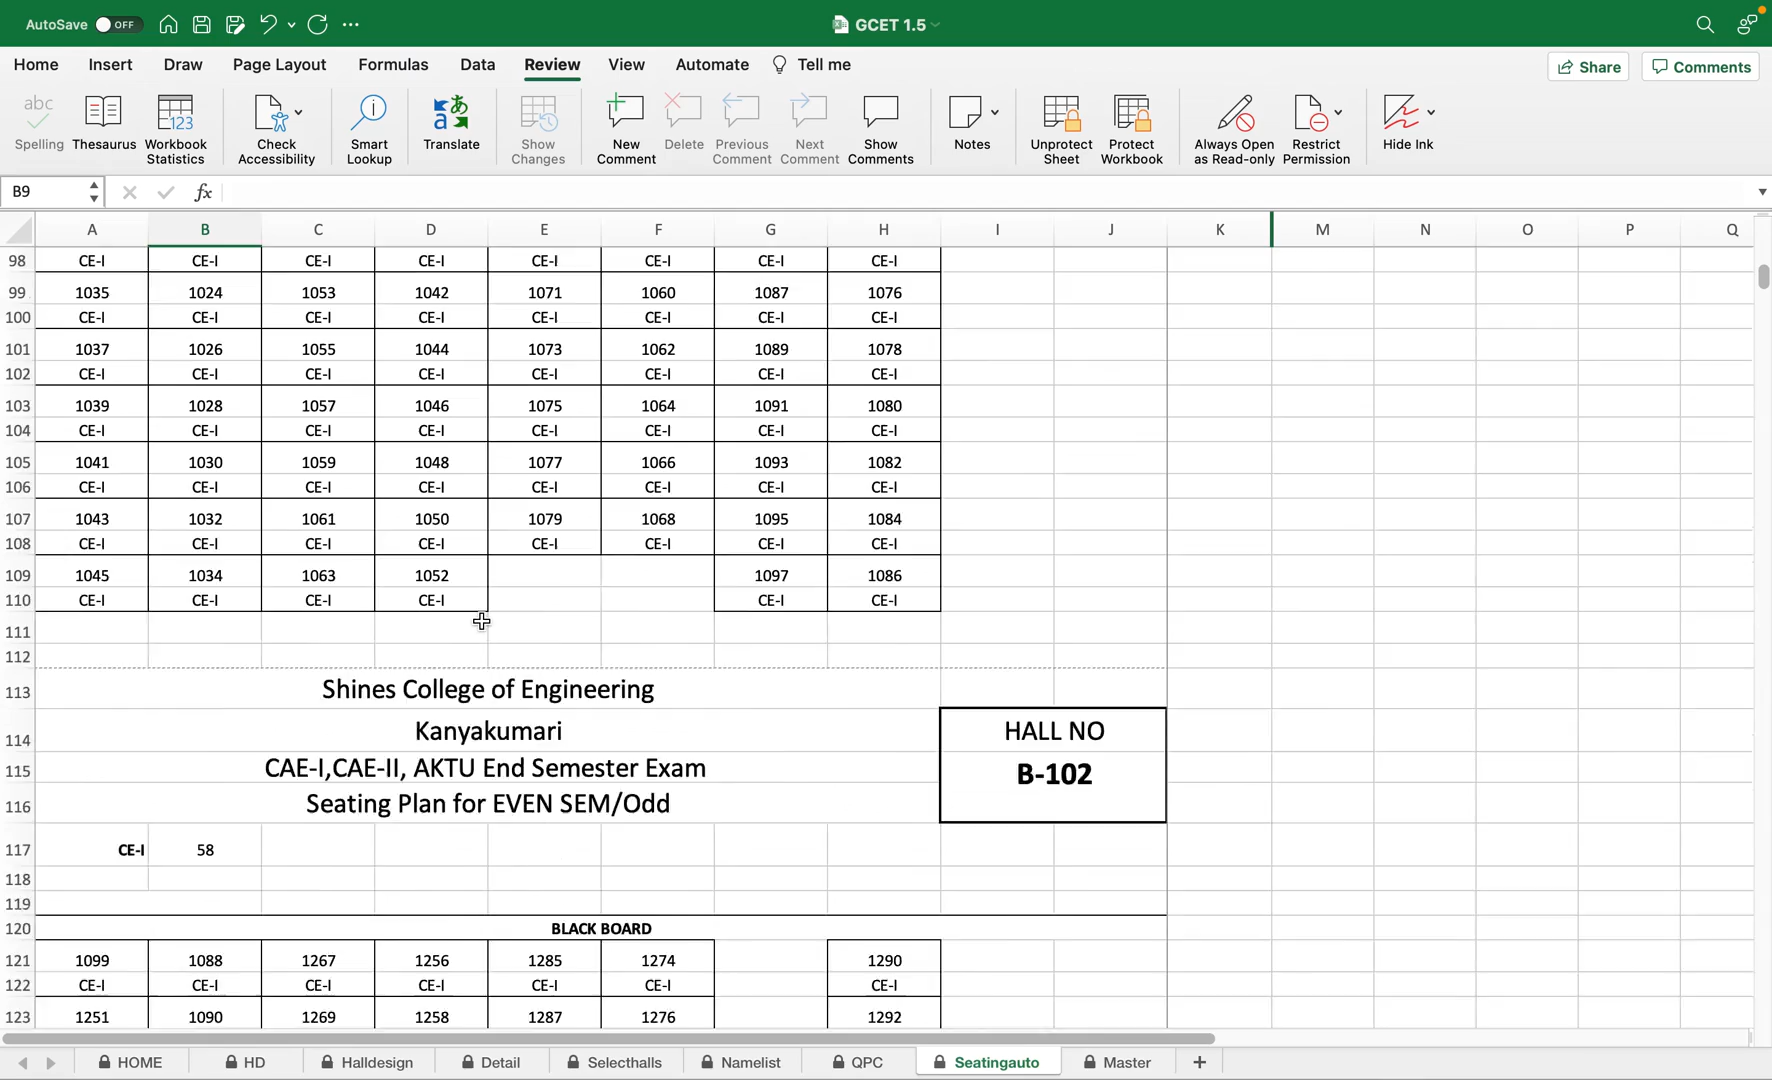 AutoSave OFF GCET 1.5
Home Insert Draw Page Layout Formulas Data Review View Automate Tell me Share Comments
abc Spelling Thesaurus 123 Workbook Statistics Check Accessibility Smart Lookup Translate Show Changes New Comment Delete Previous Comment Next Comment Show Comments Notes Unprotect Sheet Protect Workbook Always Open as Read-only Restrict Permission Hide Ink
B9 fx
A B C D E F G H I J K M N O P Q
98 CE-I CE-I CE-I CE-I CE-I CE-I CE-I CE-I
99 1035 1024 1053 1042 1071 1060 1087 1076
100 CE-I CE-I CE-I CE-I CE-I CE-I CE-I CE-I
101 1037 1026 1055 1044 1073 1062 1089 1078
102 CE-I CE-I CE-I CE-I CE-I CE-I CE-I CE-I
103 1039 1028 1057 1046 1075 1064 1091 1080
104 CE-I CE-I CE-I CE-I CE-I CE-I CE-I CE-I
105 1041 1030 1059 1048 1077 1066 1093 1082
106 CE-I CE-I CE-I CE-I CE-I CE-I CE-I CE-I
107 1043 1032 1061 1050 1079 1068 1095 1084
108 CE-I CE-I CE-I CE-I CE-I CE-I CE-I CE-I
109 1045 1034 1063 1052 1097 1086
110 CE-I CE-I CE-I CE-I CE-I CE-I
111
112
113 Shines College of Engineering
114 Kanyakumari HALL NO
115 CAE-I,CAE-II, AKTU End Semester Exam B-102
116 Seating Plan for EVEN SEM/Odd
117 CE-I 58
118
119
120 BLACK BOARD
121 1099 1088 1267 1256 1285 1274 1290
122 CE-I CE-I CE-I CE-I CE-I CE-I CE-I
123 1251 1090 1269 1258 1287 1276 1292
HOME HD Halldesign Detail Selecthalls Namelist QPC Seatingauto Master